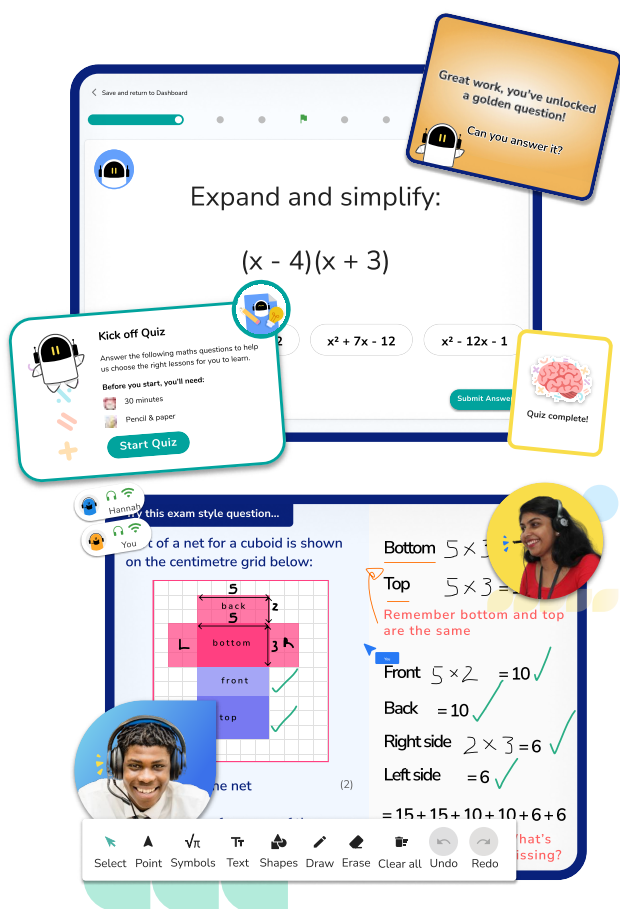 Save and return to Dashboard
Great work, you've unlocked
a golden question!
Can you answer it?
Expand and simplify:
(x - 4)(x + 3)
2
x² + 7x - 12
x² - 12x - 1
Submit Answer
Kick off Quiz
Answer the following maths questions to help
us choose the right lessons for you to learn.
Before you start, you'll need:
30 minutes
Pencil & paper
Start Quiz
Quiz complete!
Hannah
You
this exam style question...
of a net for a cuboid is shown
on the centimetre grid below:
5
back
2
5
L
bottom
3
R
front
top
net
(2)
Bottom 5 × 3
Top 5 × 3 =
Remember bottom and top
are the same
You
Front 5 × 2 = 10
Back = 10
Right side 2 × 3 = 6
Left side = 6
= 15 + 15 + 10 + 10 + 6 + 6
Select
Point
Symbols
Text
Shapes
Draw
Erase
Clear all
Undo
Redo